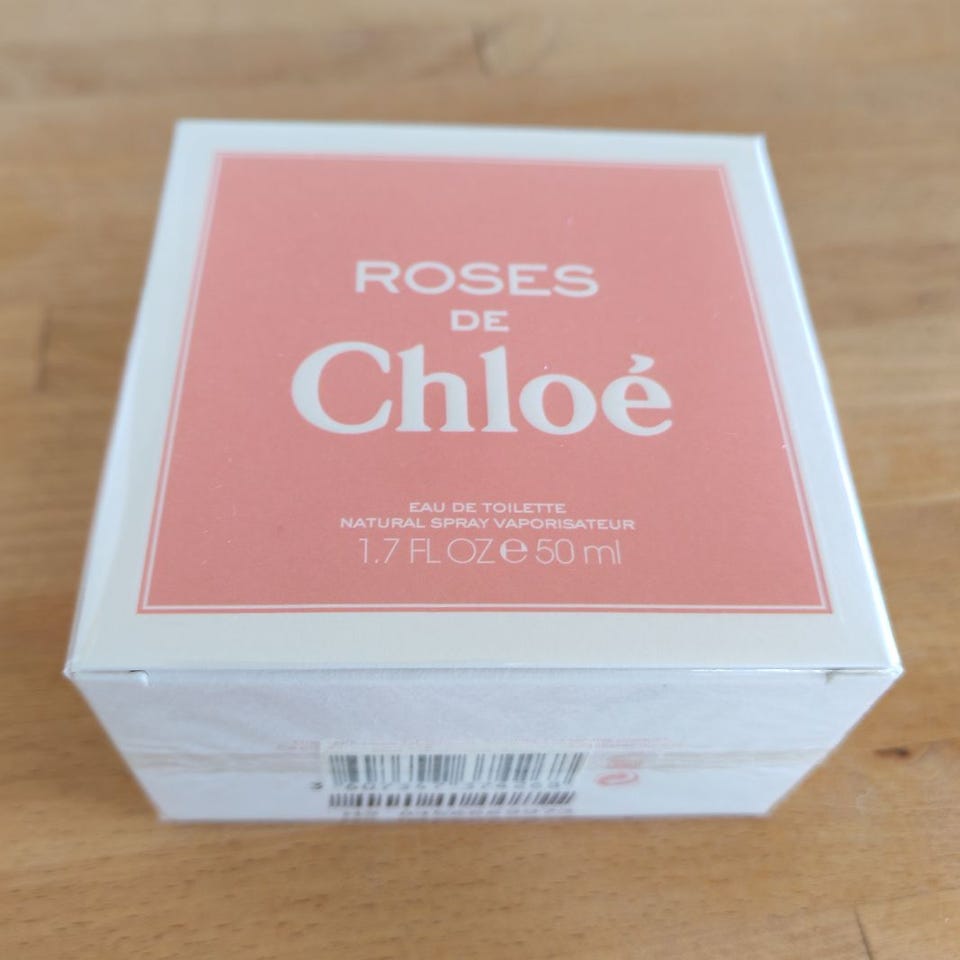 ROSES
DE
Chloé
EAU DE TOILETTE
NATURAL SPRAY VAPORISATEUR
1.7 FL OZ e 50 ml